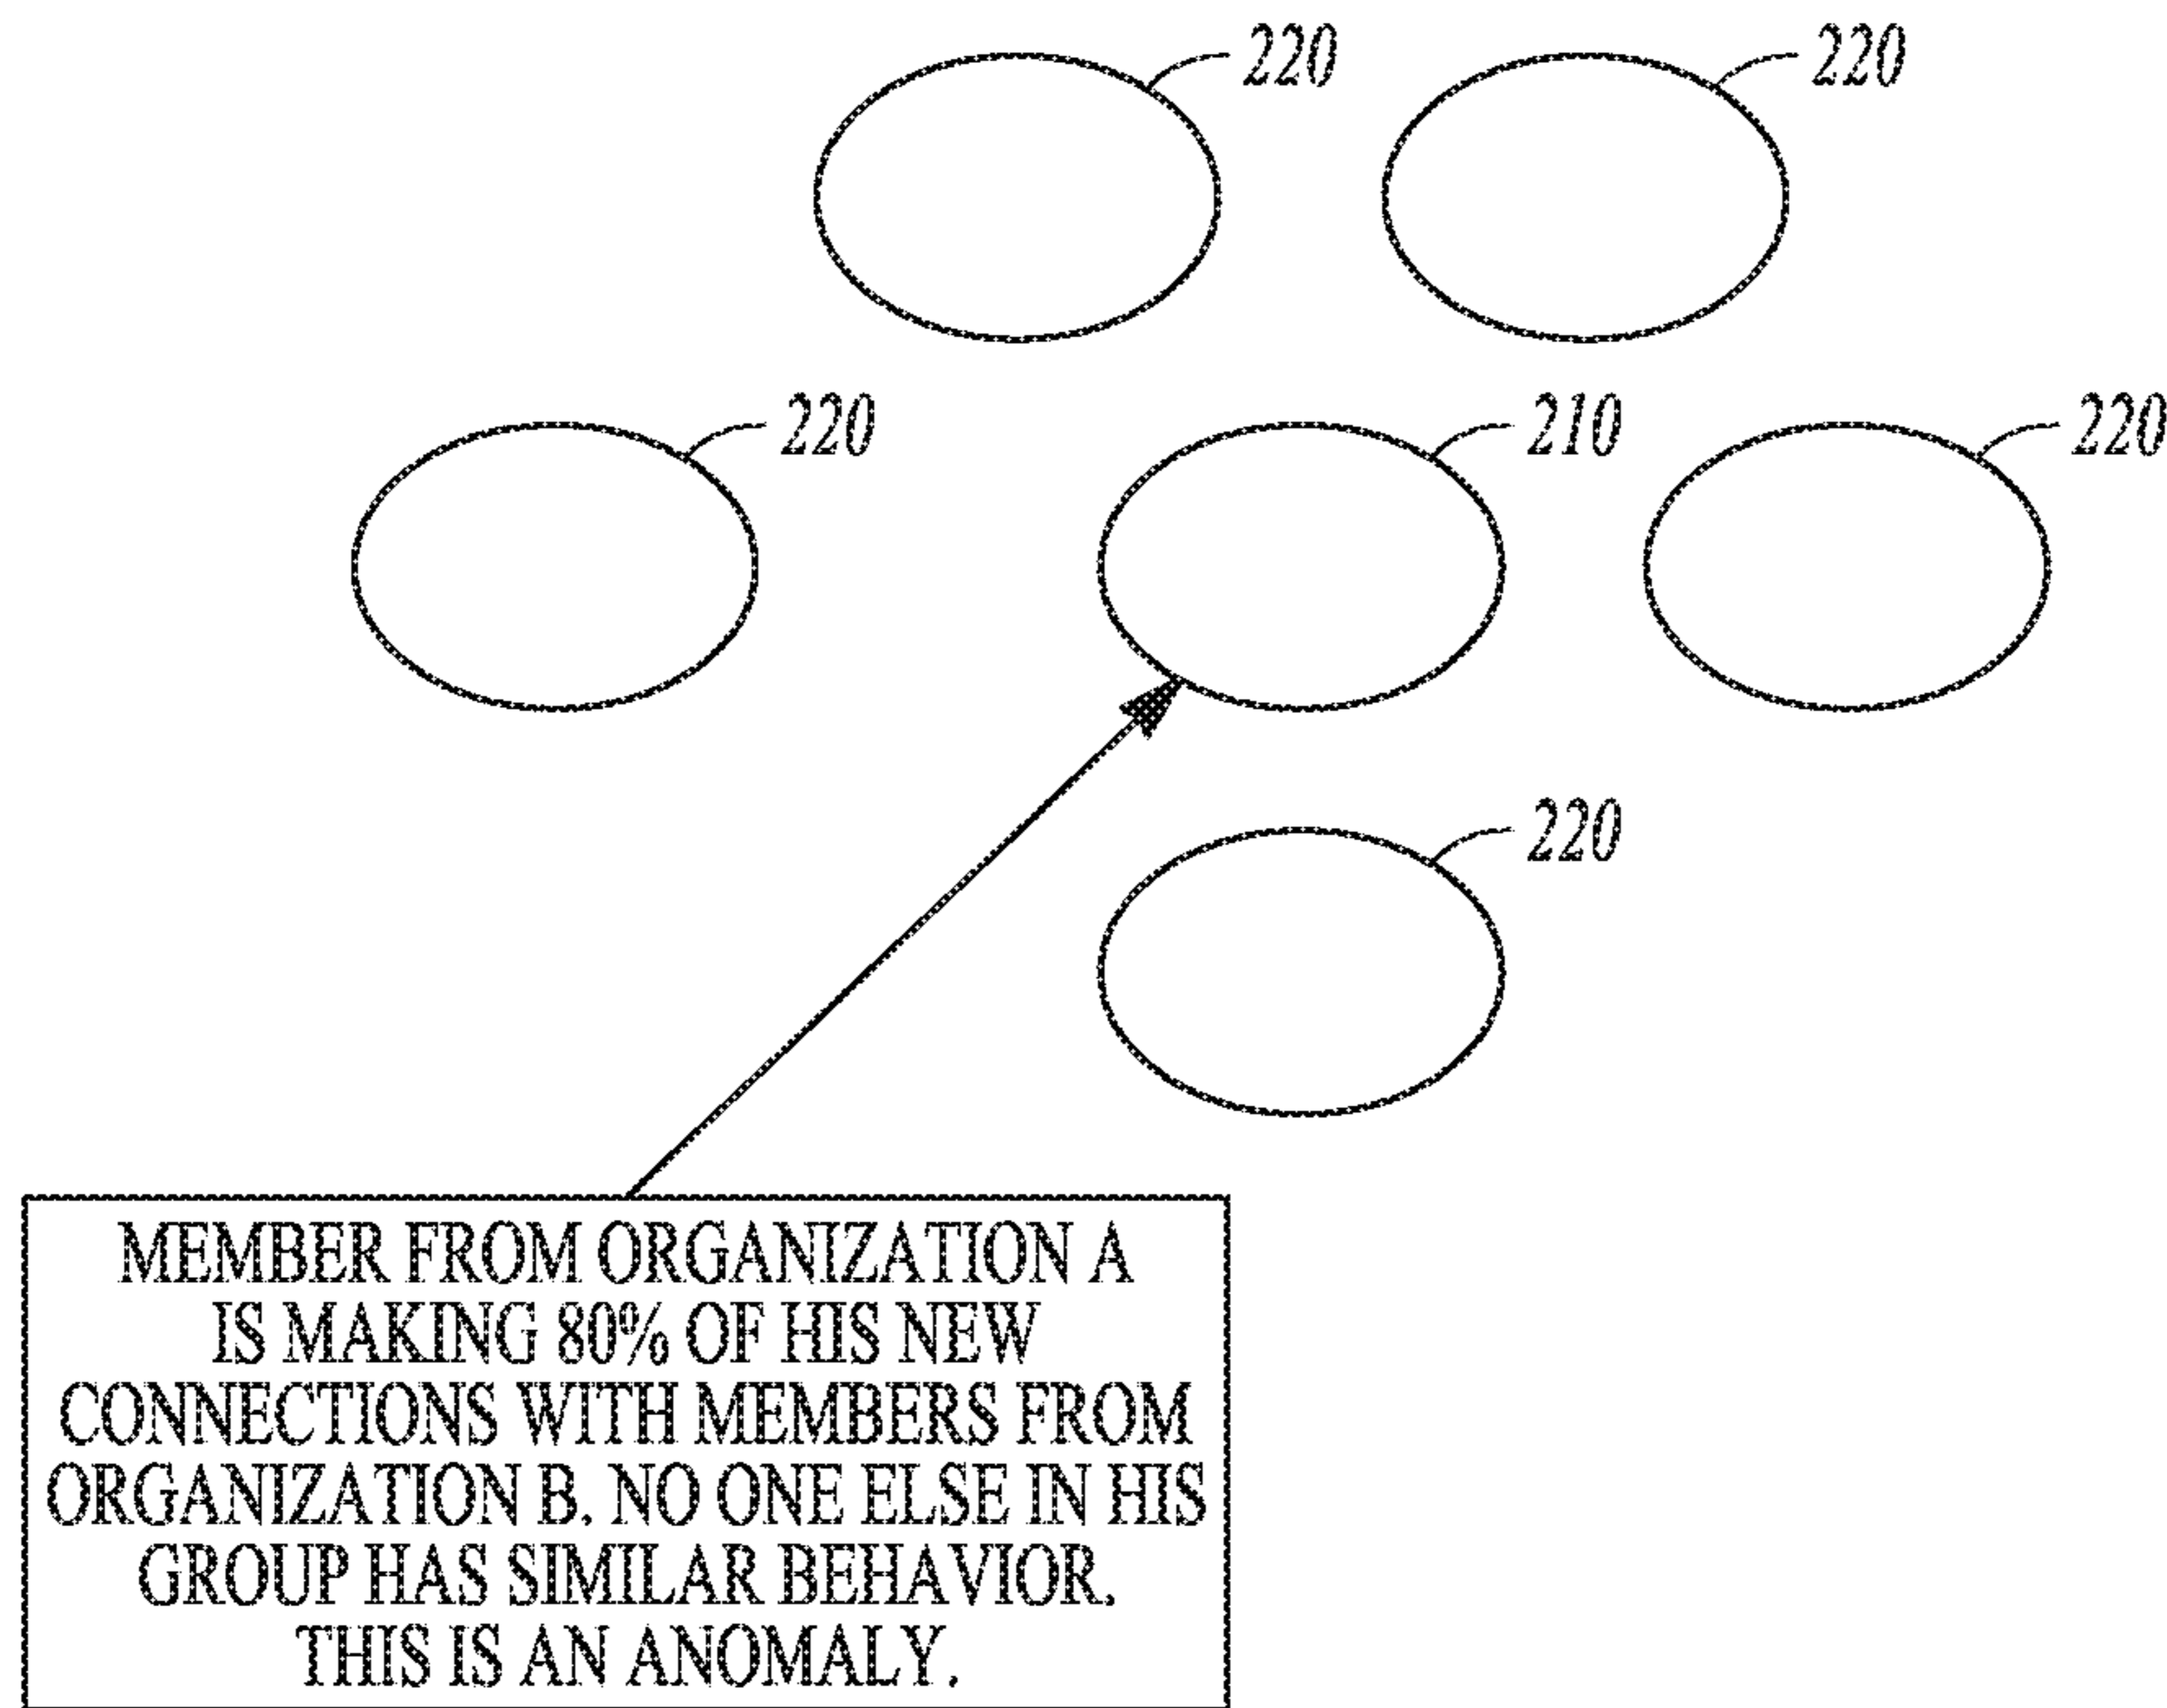 220
220
220
210
220
220
MEMBER FROM ORGANIZATION A
IS MAKING 80% OF HIS NEW
CONNECTIONS WITH MEMBERS FROM
ORGANIZATION B. NO ONE ELSE IN HIS
GROUP HAS SIMILAR BEHAVIOR.
THIS IS AN ANOMALY.